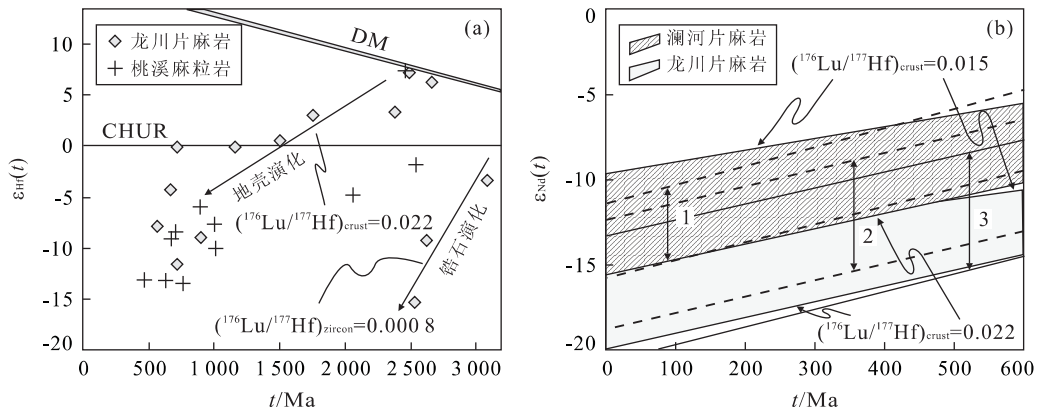 (a)
DM
◇ 龙川片麻岩
+ 桃溪麻粒岩
CHUR
地壳演化
(¹⁷⁶Lu/¹⁷⁷Hf)crust=0.022
锆石演化
(¹⁷⁶Lu/¹⁷⁷Hf)zircon=0.000 8
εHf(t)
10
5
0
-5
-10
-15
-20
0 500 1 000 1 500 2 000 2 500 3 000
t/Ma
(b)
澜河片麻岩
龙川片麻岩
(¹⁷⁶Lu/¹⁷⁷Hf)crust=0.015
1
2
3
(¹⁷⁶Lu/¹⁷⁷Hf)crust=0.022
εNd(t)
0
-5
-10
-15
-20
0 100 200 300 400 500 600
t/Ma